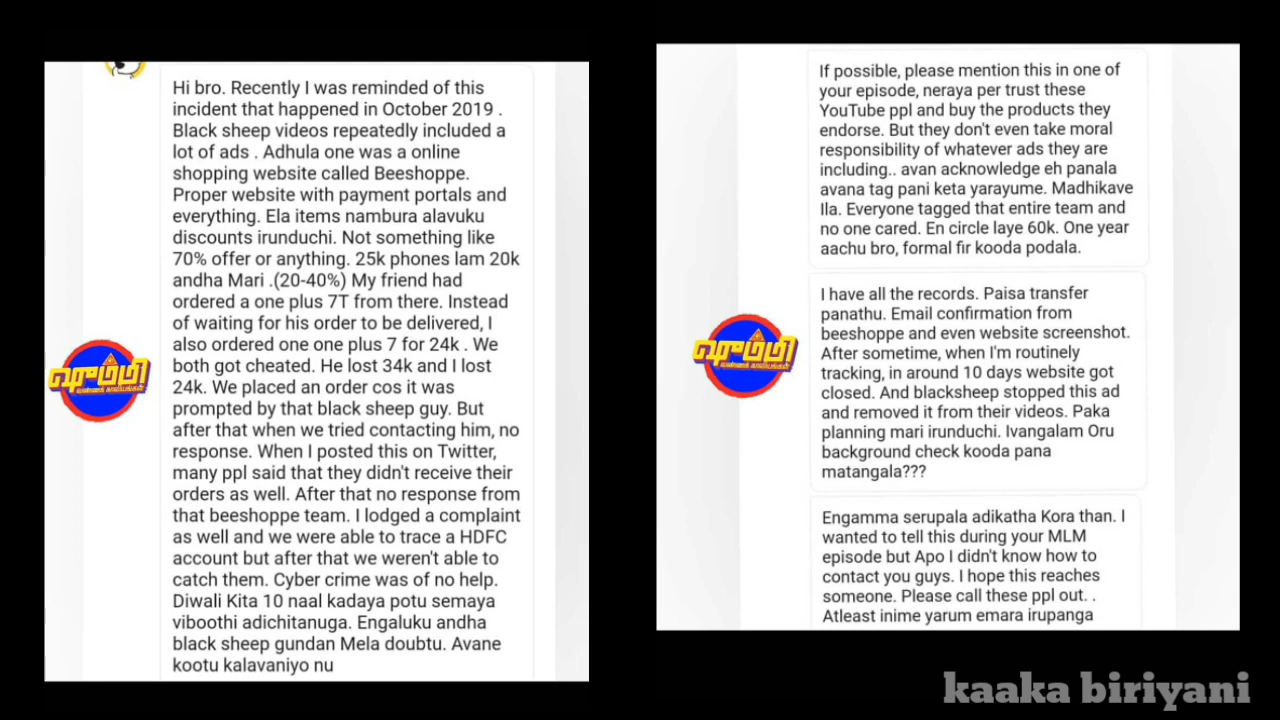 Hi bro. Recently I was reminded of this
incident that happened in October 2019 .
Black sheep videos repeatedly included a
lot of ads . Adhula one was a online
shopping website called Beeshoppe.
Proper website with payment portals and
everything. Ela items nambura alavuku
discounts irunduchi. Not something like
70% offer or anything. 25k phones lam 20k
andha Mari .(20-40%) My friend had
ordered a one plus 7T from there. Instead
of waiting for his order to be delivered, I
also ordered one one plus 7 for 24k . We
both got cheated. He lost 34k and I lost
24k. We placed an order cos it was
prompted by that black sheep guy. But
after that when we tried contacting him, no
response. When I posted this on Twitter,
many ppl said that they didn't receive their
orders as well. After that no response from
that beeshoppe team. I lodged a complaint
as well and we were able to trace a HDFC
account but after that we weren't able to
catch them. Cyber crime was of no help.
Diwali Kita 10 naal kadaya potu semaya
viboothi adichitanuga. Engaluku andha
black sheep gundan Mela doubtu. Avane
kootu kalavaniyo nu
ஷும்மி
வண்ணக் காவியங்கள்
If possible, please mention this in one of
your episode, neraya per trust these
YouTube ppl and buy the products they
endorse. But they don't even take moral
responsibility of whatever ads they are
including.. avan acknowledge eh panala
avana tag pani keta yarayume. Madhikave
Ila. Everyone tagged that entire team and
no one cared. En circle laye 60k. One year
aachu bro, formal fir kooda podala.
I have all the records. Paisa transfer
panathu. Email confirmation from
beeshoppe and even website screenshot.
After sometime, when I'm routinely
tracking, in around 10 days website got
closed. And blacksheep stopped this ad
and removed it from their videos. Paka
planning mari irunduchi. Ivangalam Oru
background check kooda pana
matangala???
ஷும்மி
வண்ணக் காவியங்கள்
Engamma serupala adikatha Kora than. I
wanted to tell this during your MLM
episode but Apo I didn't know how to
contact you guys. I hope this reaches
someone. Please call these ppl out. .
Atleast inime yarum emara irupanga
kaaka biriyani